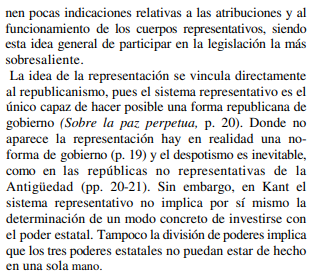 nen pocas indicaciones relativas a las atribuciones y al
funcionamiento de los cuerpos representativos, siendo
esta idea general de participar en la legislación la más
sobresaliente.
La idea de la representación se vincula directamente
al republicanismo, pues el sistema representativo es el
único capaz de hacer posible una forma republicana de
gobierno (Sobre la paz perpetua, p. 20). Donde no
aparece la representación hay en realidad una no-
forma de gobierno (p. 19) y el despotismo es inevitable,
como en las repúblicas no representativas de la
Antigüedad (pp. 20-21). Sin embargo, en Kant el
sistema representativo no implica por sí mismo la
determinación de un modo concreto de investirse con
el poder estatal. Tampoco la división de poderes implica
que los tres poderes estatales no puedan estar de hecho
en una sola mano.